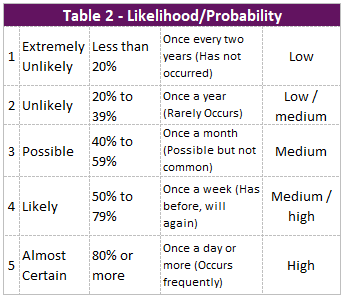 Table 2 - Likelihood/Probability
1 Extremely Unlikely Less than 20% Once every two years (Has not occurred) Low
2 Unlikely 20% to 39% Once a year (Rarely Occurs) Low / medium
3 Possible 40% to 59% Once a month (Possible but not common) Medium
4 Likely 50% to 79% Once a week (Has before, will again) Medium / high
5 Almost Certain 80% or more Once a day or more (Occurs frequently) High